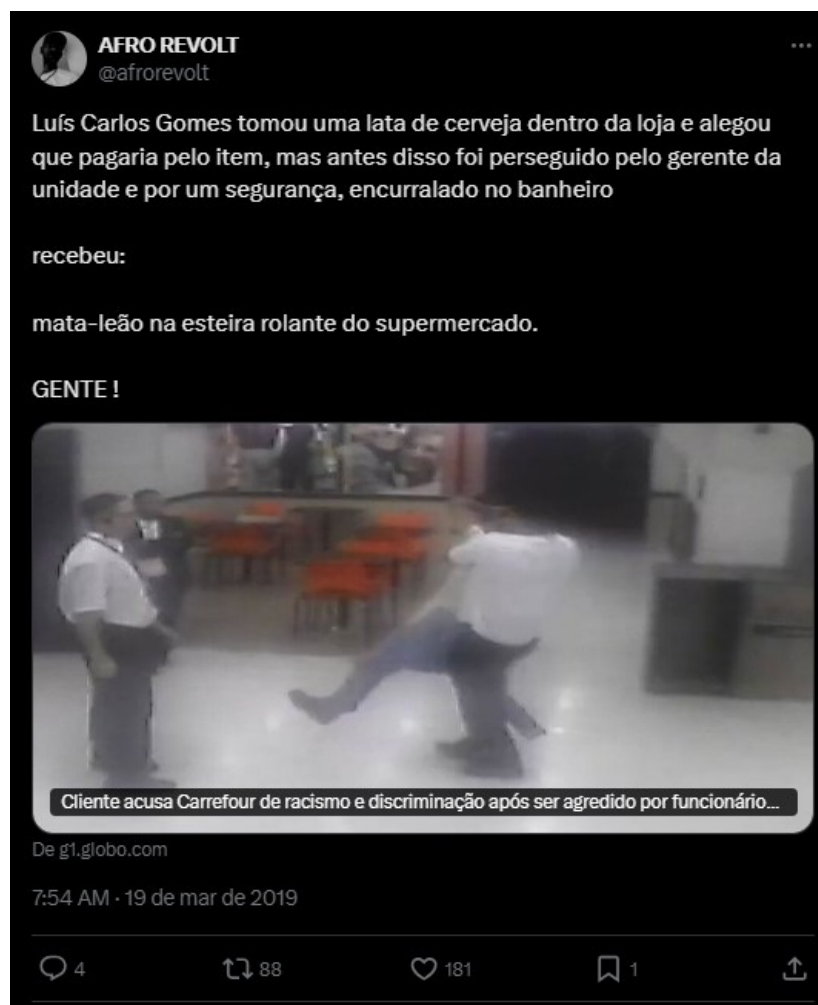 AFRO REVOLT
@afrorevolt
Luís Carlos Gomes tomou uma lata de cerveja dentro da loja e alegou
que pagaria pelo item, mas antes disso foi perseguido pelo gerente da
unidade e por um segurança, encurralado no banheiro
recebeu:
mata-leão na esteira rolante do supermercado.
GENTE !
Cliente acusa Carrefour de racismo e discriminação após ser agredido por funcionário...
De g1.globo.com
7:54 AM · 19 de mar de 2019
4 88 181 1